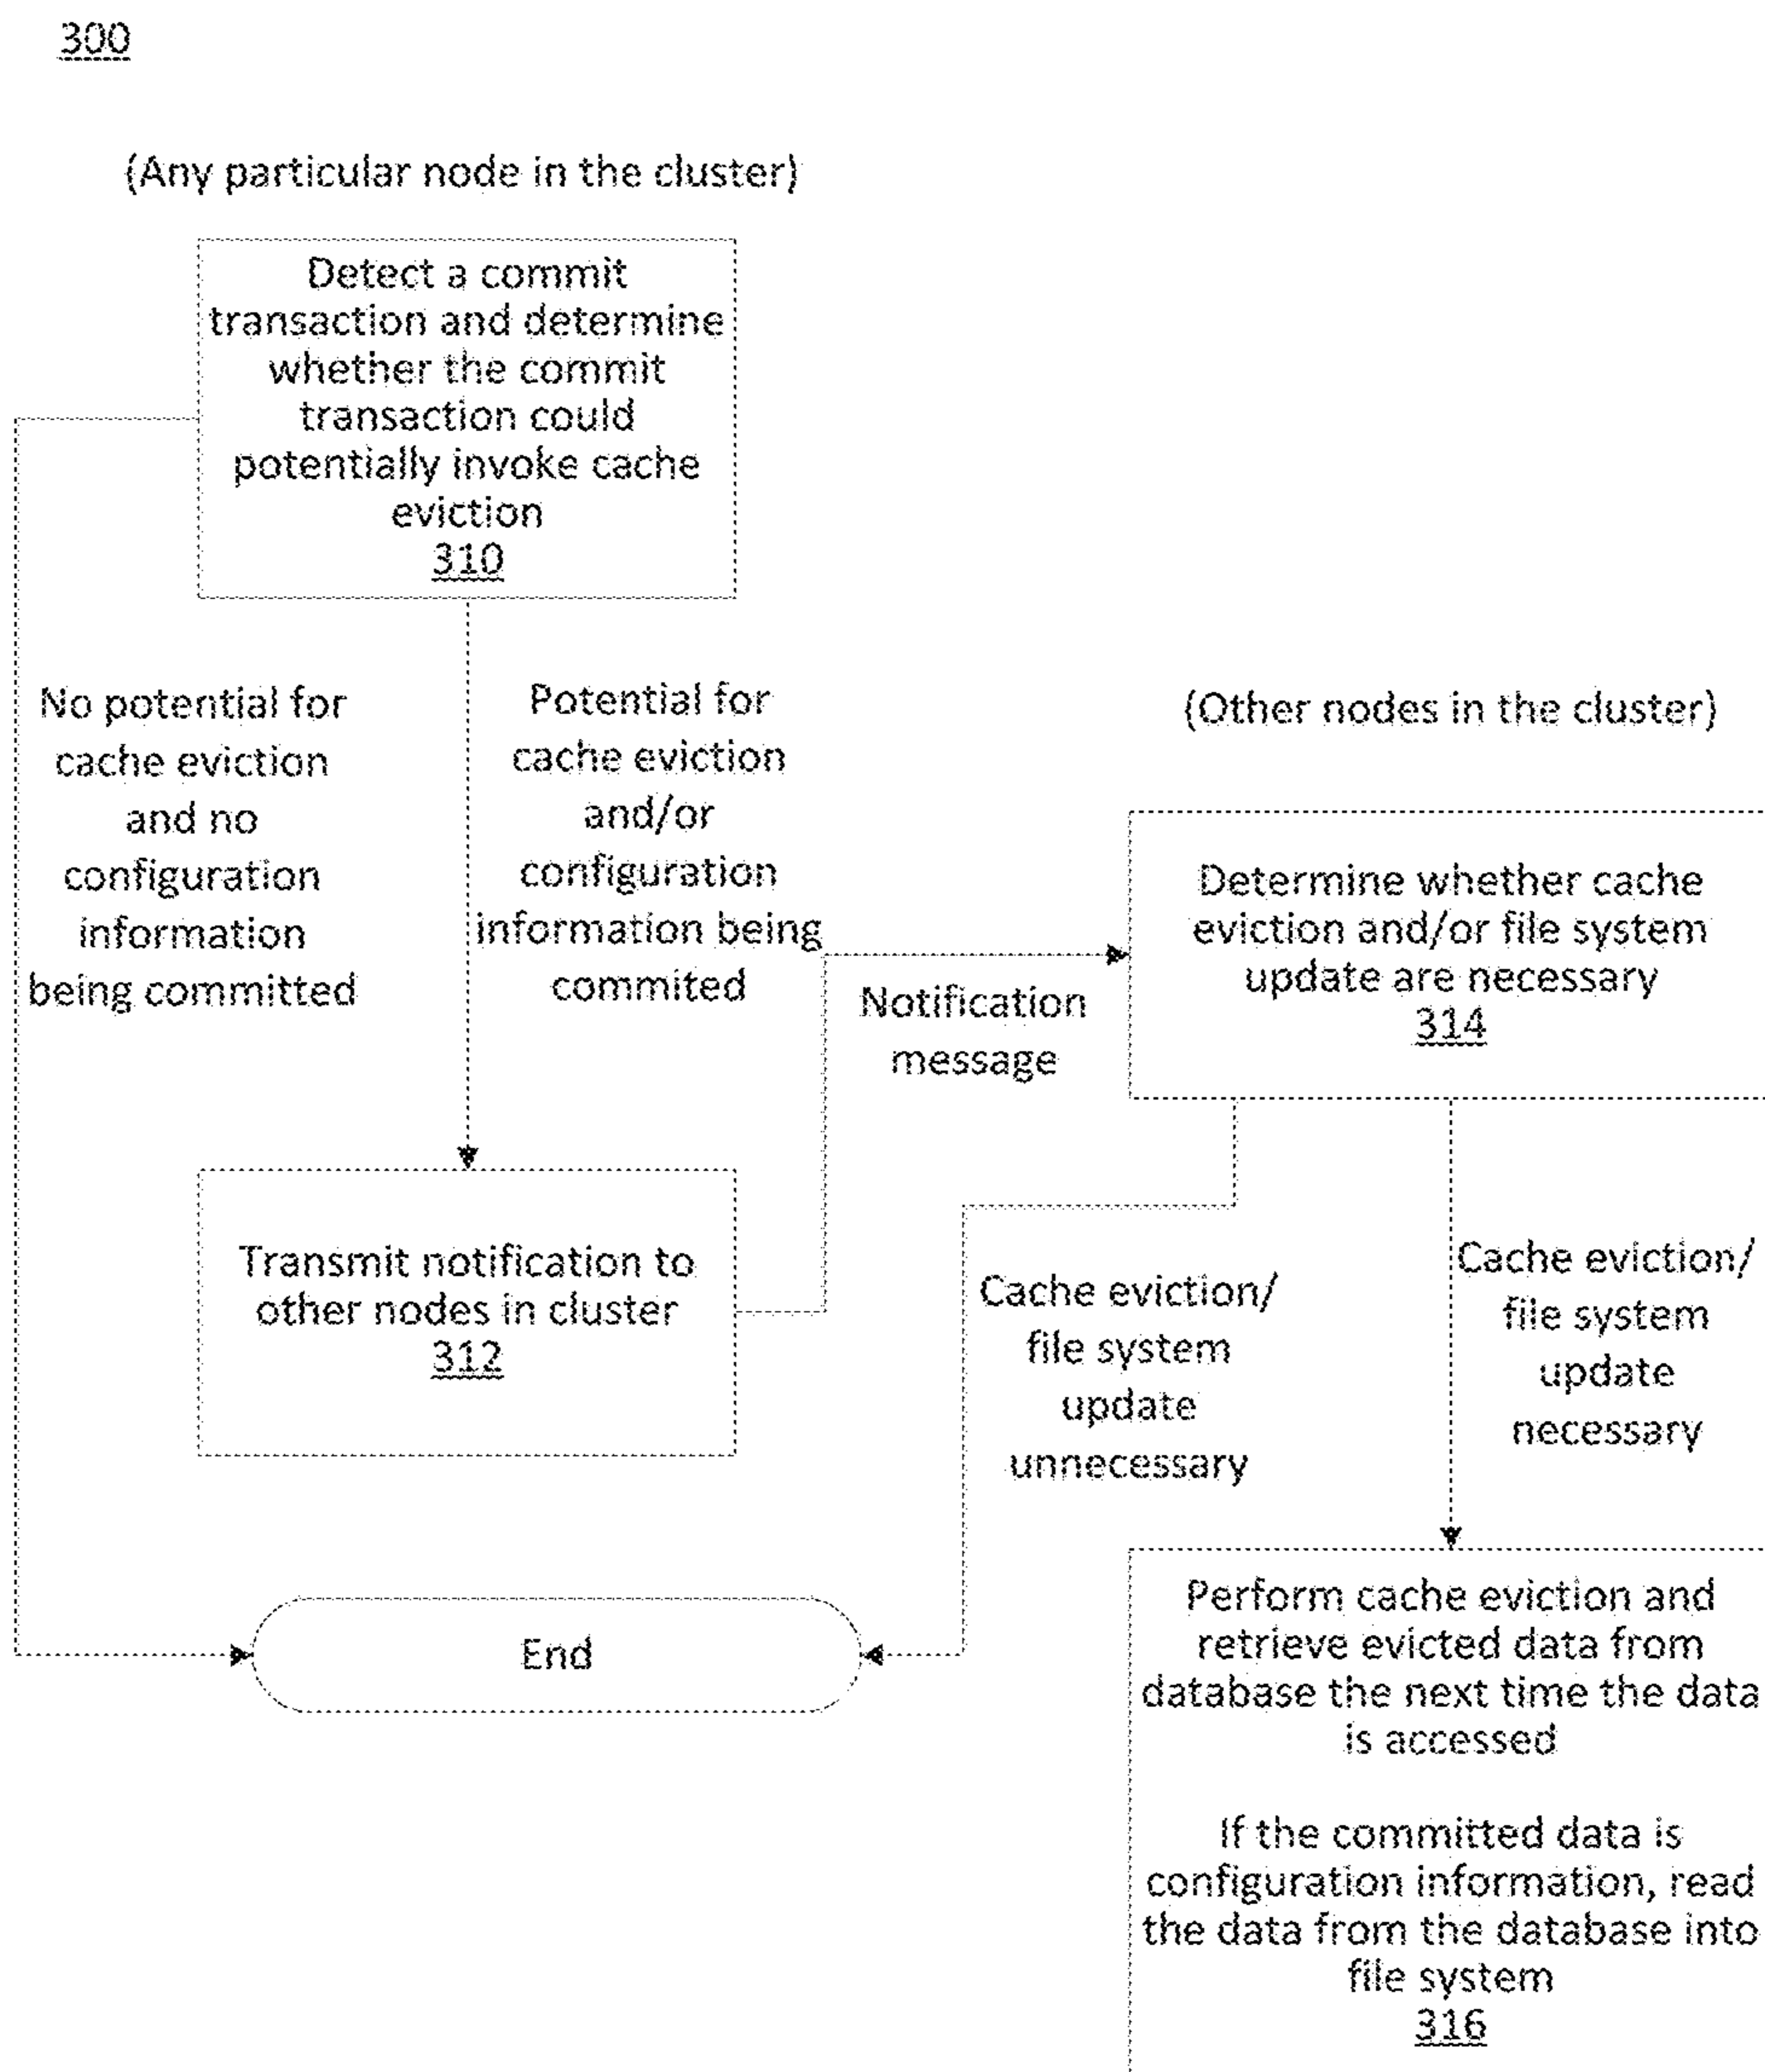 300
(Any particular node in the cluster)
Detect a commit
transaction and determine
whether the commit
transaction could
potentially invoke cache
eviction
310
No potential for
cache eviction
and no
configuration
information
being committed
Potential for
cache eviction
and/or
configuration
information being
commited
(Other nodes in the cluster)
Notification
message
Determine whether cache
eviction and/or file system
update are necessary
314
Transmit notification to
other nodes in cluster
312
Cache eviction/
file system
update
unnecessary
Cache eviction/
file system
update
necessary
End
Perform cache eviction and
retrieve evicted data from
database the next time the data
is accessed
If the committed data is
configuration information, read
the data from the database into
file system
316